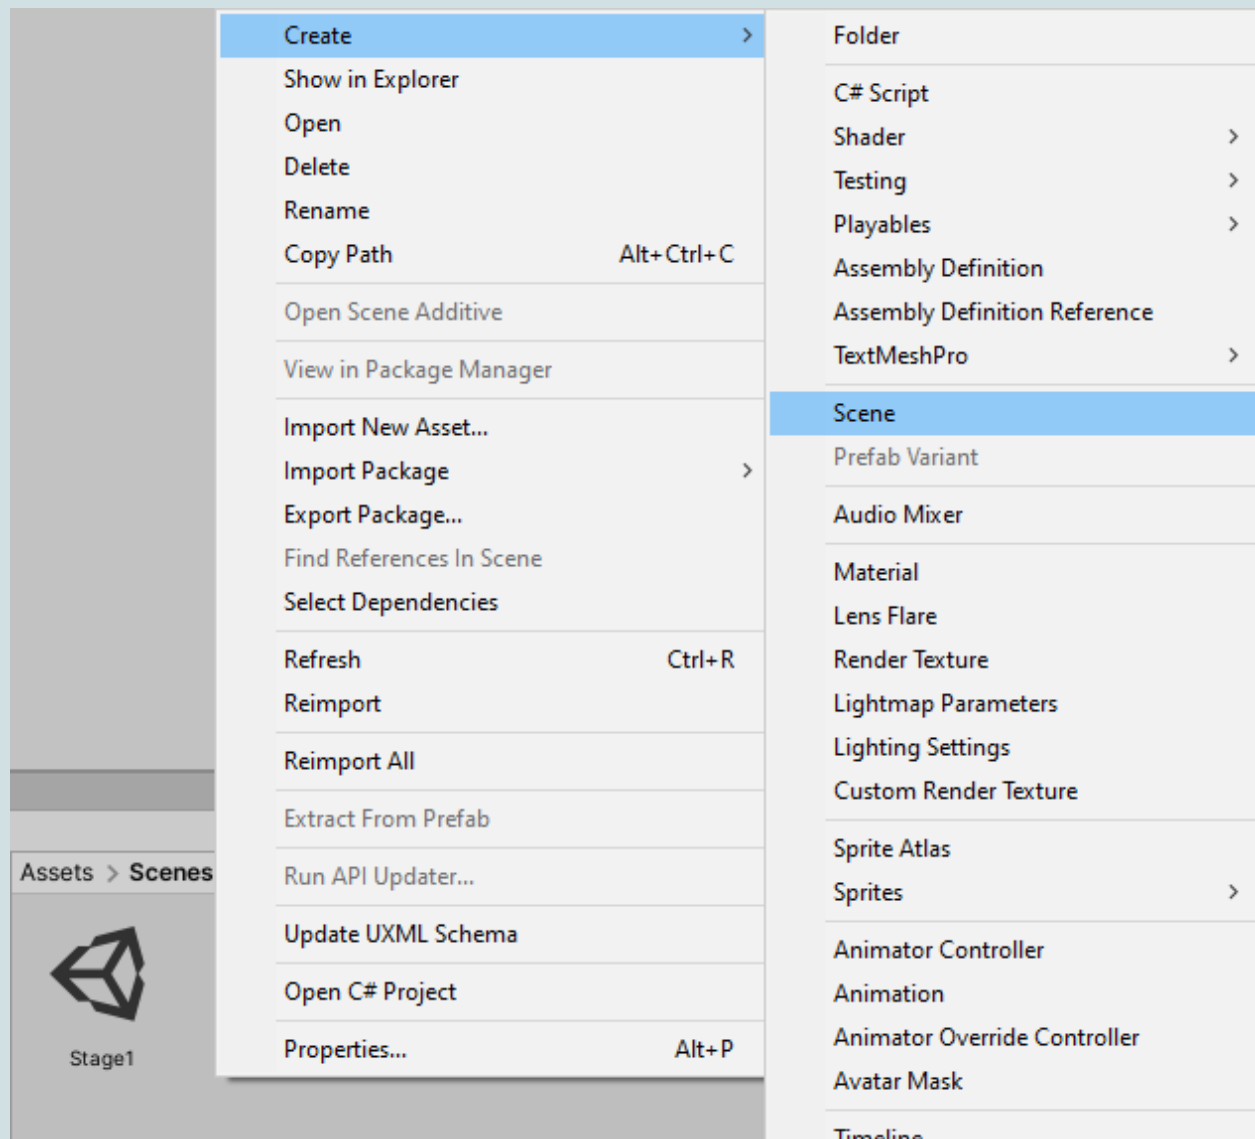 Create
Show in Explorer
Open
Delete
Rename
Copy Path Alt+Ctrl+C
Open Scene Additive
View in Package Manager
Import New Asset...
Import Package
Export Package...
Find References In Scene
Select Dependencies
Refresh Ctrl+R
Reimport
Reimport All
Extract From Prefab
Run API Updater...
Update UXML Schema
Open C# Project
Properties... Alt+P
Folder
C# Script
Shader
Testing
Playables
Assembly Definition
Assembly Definition Reference
TextMeshPro
Scene
Prefab Variant
Audio Mixer
Material
Lens Flare
Render Texture
Lightmap Parameters
Lighting Settings
Custom Render Texture
Sprite Atlas
Sprites
Animator Controller
Animation
Animator Override Controller
Avatar Mask
Timeline
Assets > Scenes
Stage1